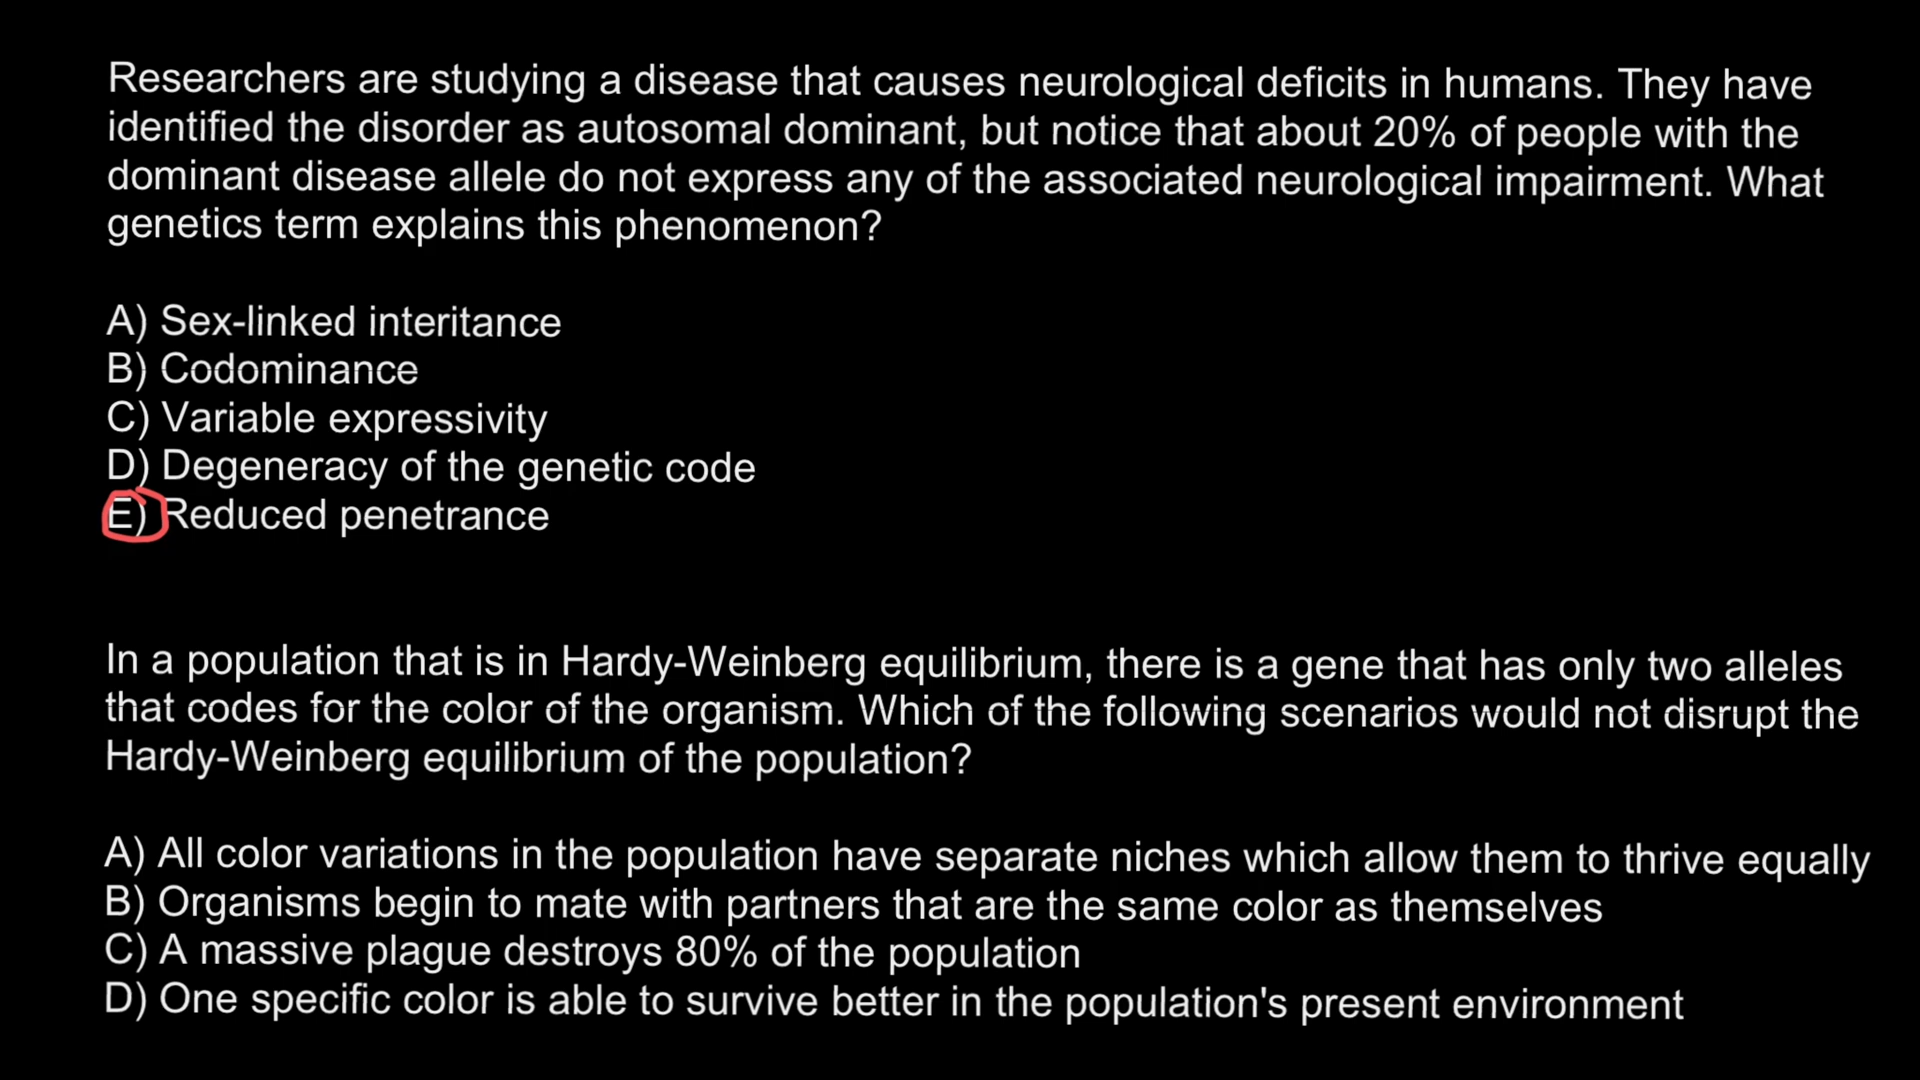 Researchers are studying a disease that causes neurological deficits in humans. They have
identified the disorder as autosomal dominant, but notice that about 20% of people with the
dominant disease allele do not express any of the associated neurological impairment. What
genetics term explains this phenomenon?
A) Sex-linked interitance
B) Codominance
C) Variable expressivity
D) Degeneracy of the genetic code
E) Reduced penetrance
In a population that is in Hardy-Weinberg equilibrium, there is a gene that has only two alleles
that codes for the color of the organism. Which of the following scenarios would not disrupt the
Hardy-Weinberg equilibrium of the population?
A) All color variations in the population have separate niches which allow them to thrive equally
B) Organisms begin to mate with partners that are the same color as themselves
C) A massive plague destroys 80% of the population
D) One specific color is able to survive better in the population's present environment